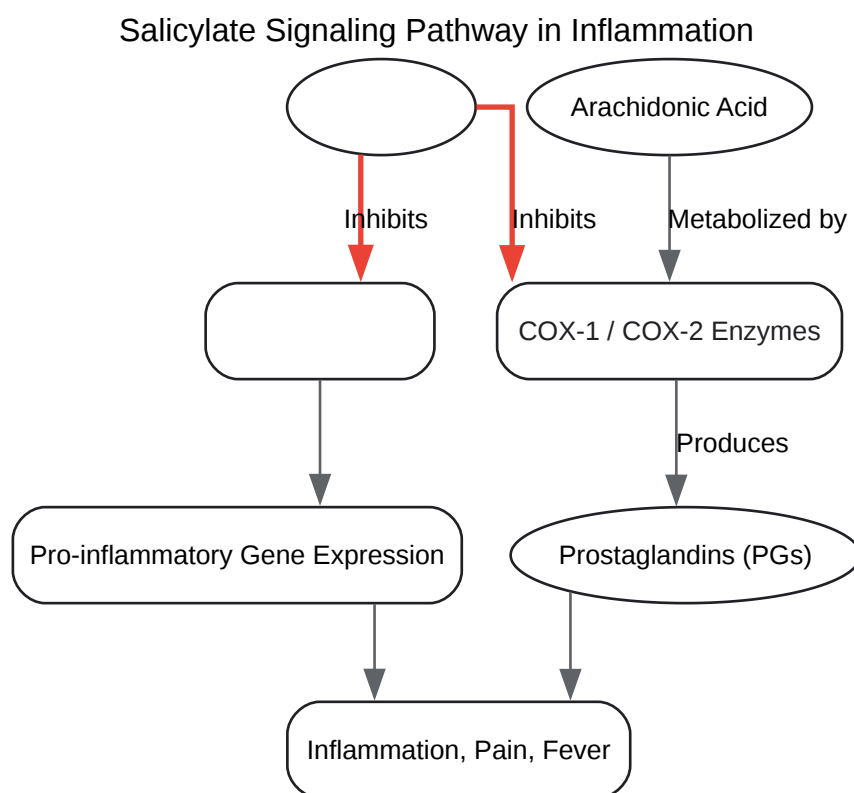 Salicylate Signaling Pathway in Inflammation
Arachidonic Acid
Inhibits
Inhibits
Metabolized by
COX-1 / COX-2 Enzymes
Produces
Pro-inflammatory Gene Expression
Prostaglandins (PGs)
Inflammation, Pain, Fever